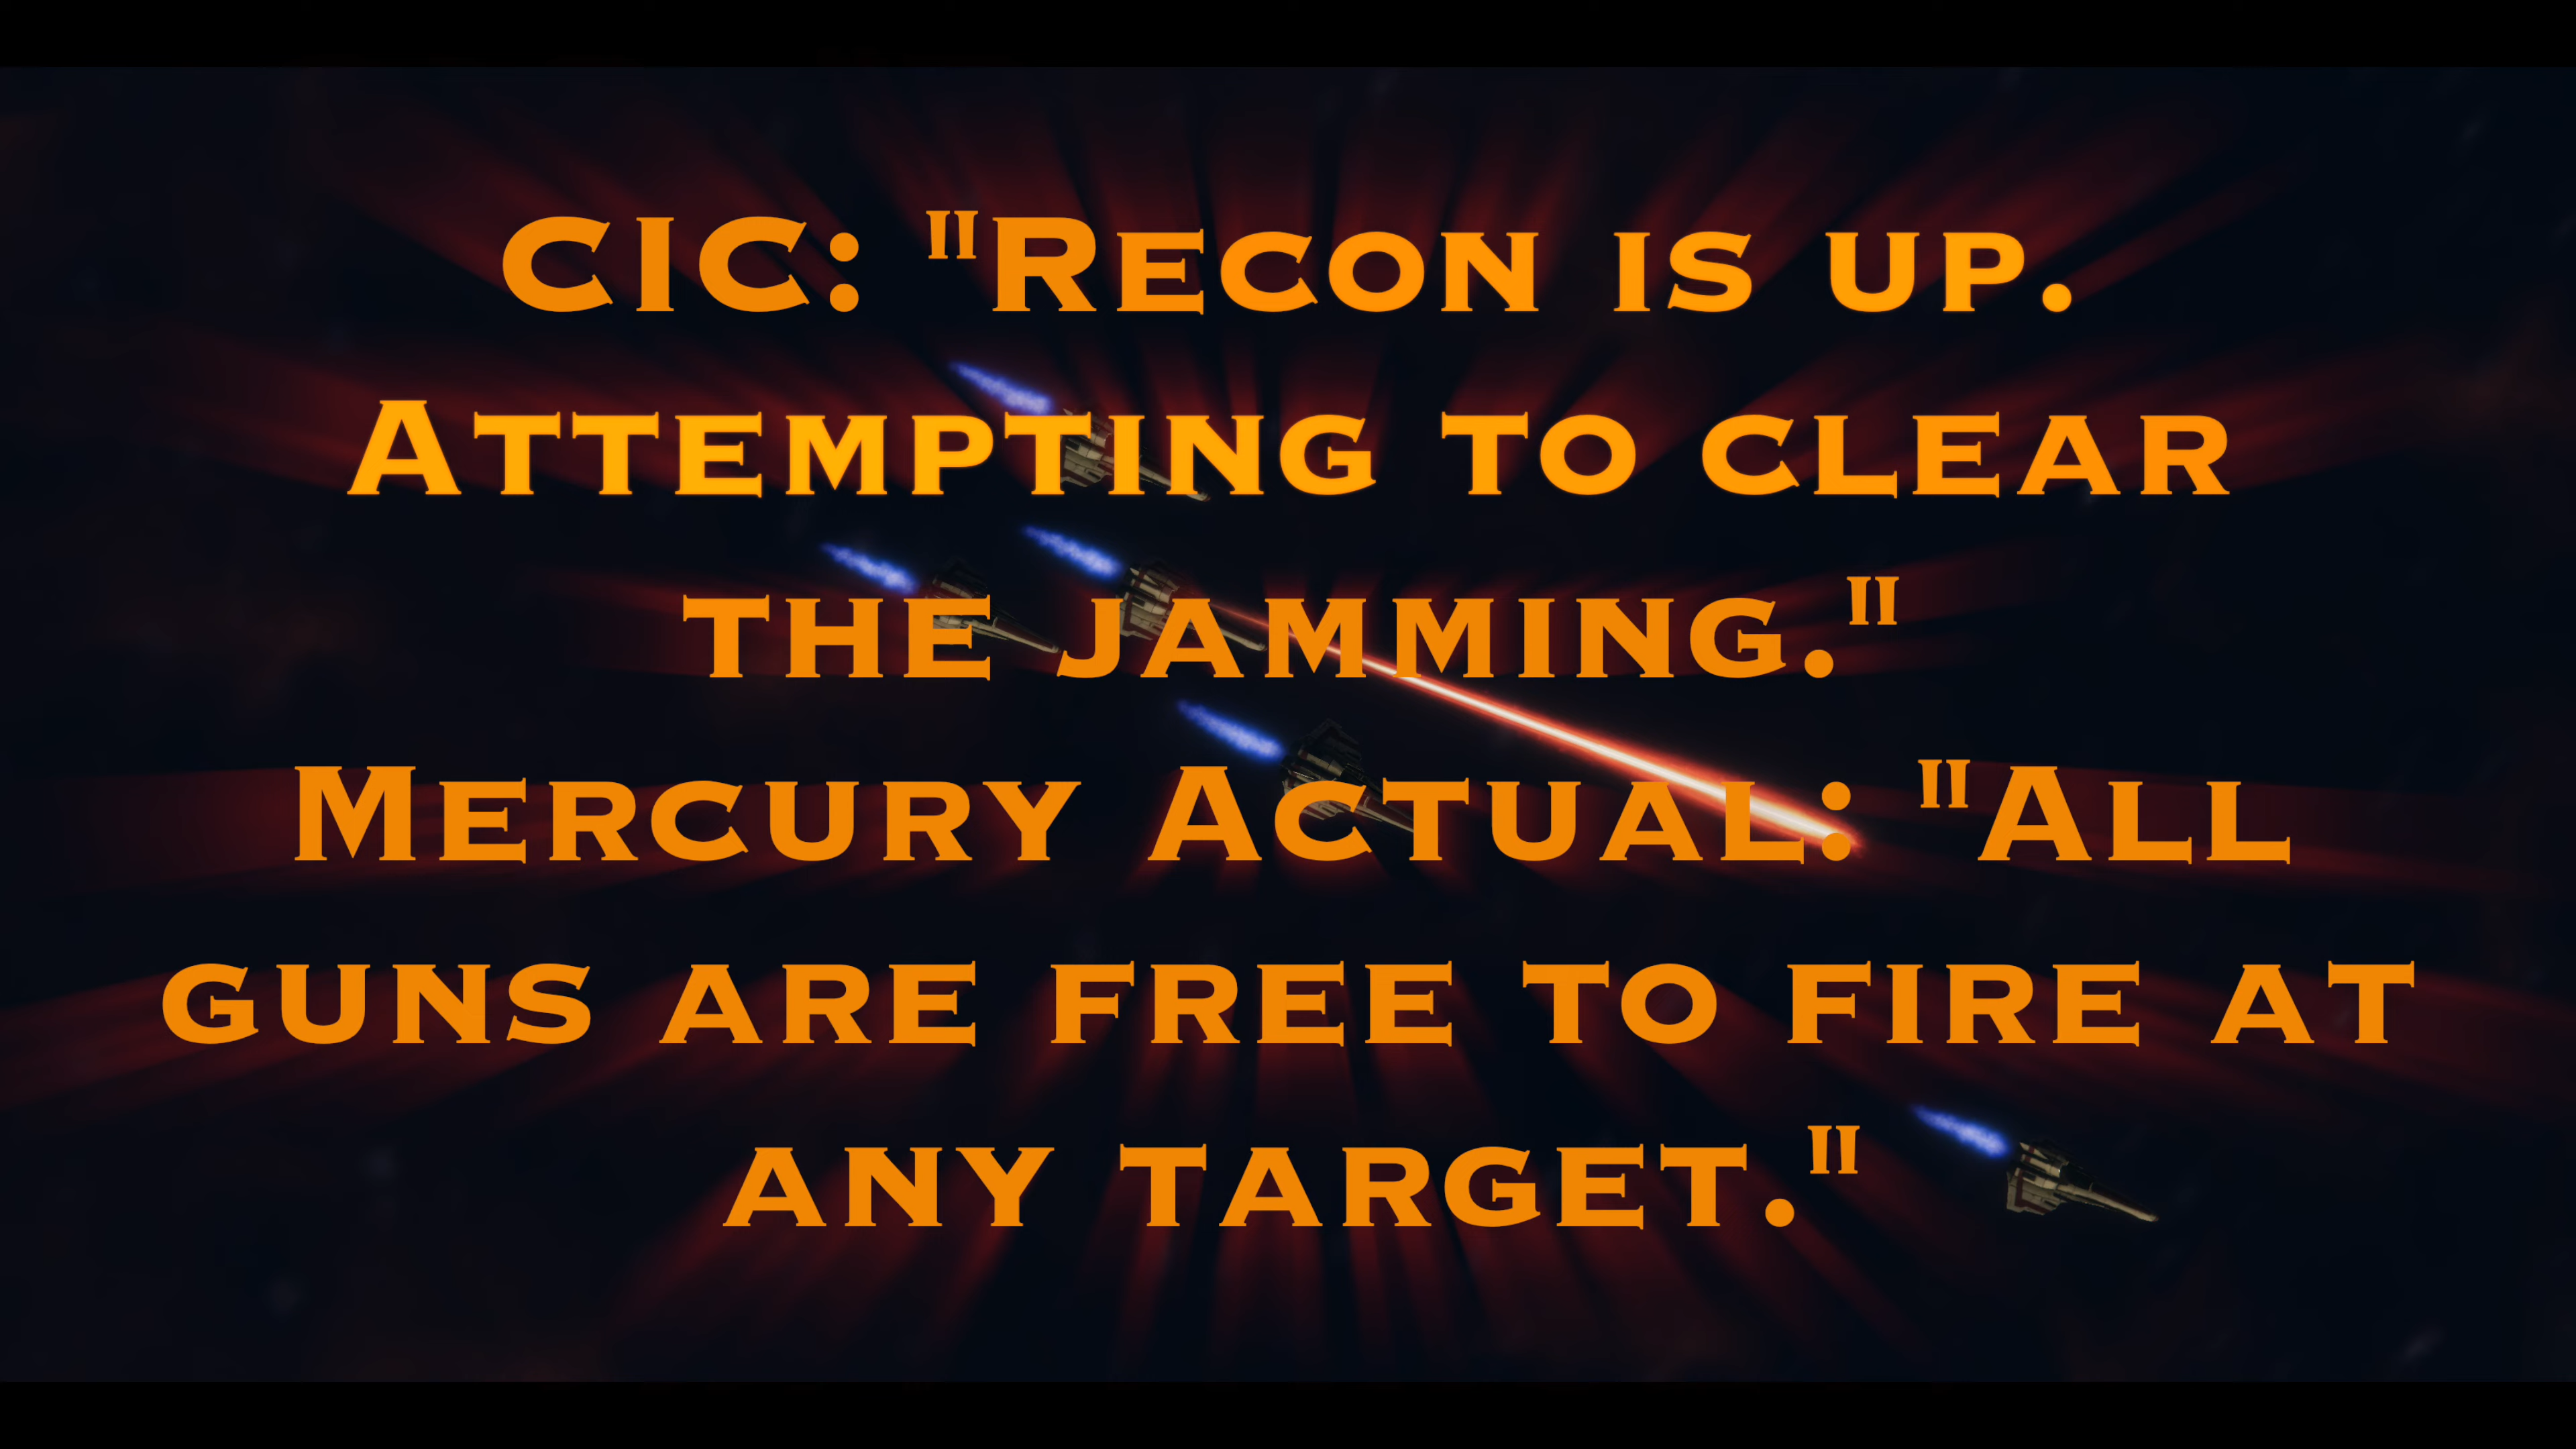 CIC: "Recon is up.
Attempting to clear
the jamming."
Mercury Actual: "All
guns are free to fire at
any target."